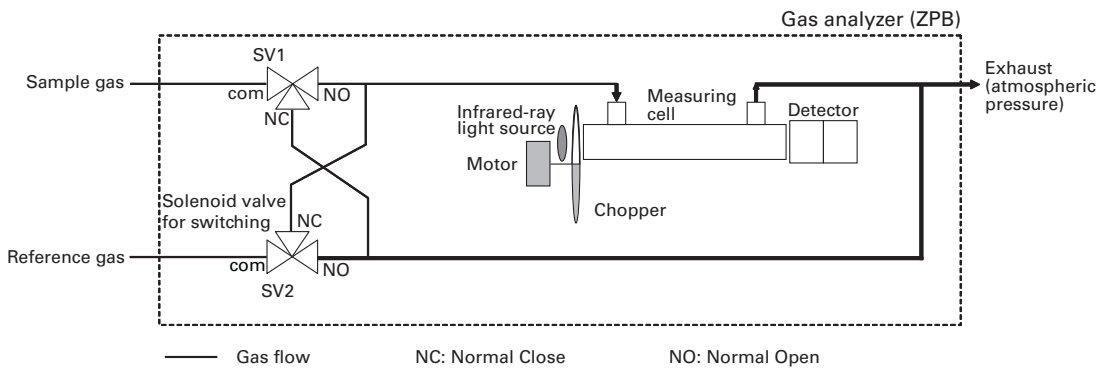 Gas analyzer (ZPB)
SV1
Sample gas
com
NO
NC
Exhaust
(atmospheric
pressure)
Infrared-ray
light source
Measuring
cell
Detector
Motor
Chopper
Solenoid valve
for switching
NC
Reference gas
com
NO
SV2
Gas flow
NC: Normal Close
NO: Normal Open